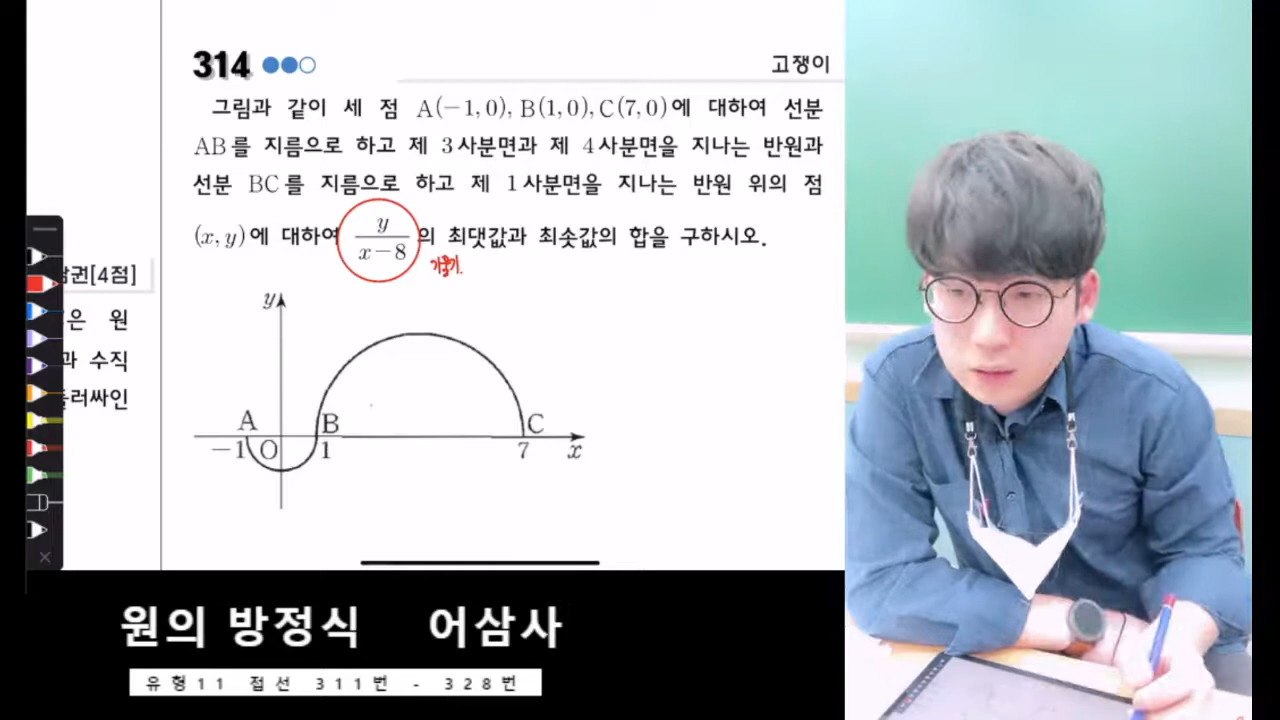 314
고쟁이
그림과 같이 세 점 A(-1, 0), B(1, 0), C(7, 0)에 대하여 선분
AB를 지름으로 하고 제 3사분면과 제 4사분면을 지나는 반원과
선분 BC를 지름으로 하고 제 1사분면을 지나는 반원 위의 점
(x, y)에 대하여 y/(x-8)의 최댓값과 최솟값의 합을 구하시오.
기울기.
[4점]
은 원
과 수직
둘러싸인
y
A
B
C
-1
O
1
7
x
원의 방정식 어삼사
유형11 접선 311번 - 328번